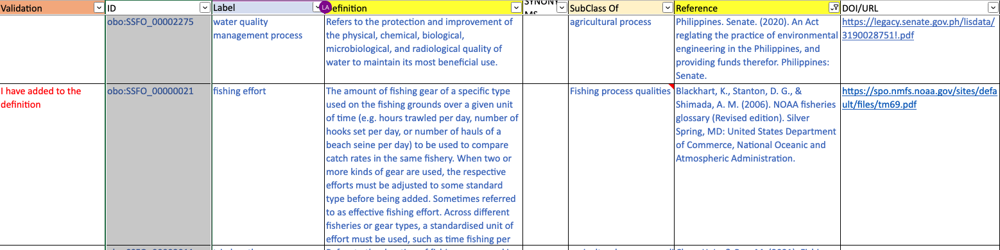 Validation ID Label LA efinition SubClass Of Reference DOI/URL
obo:SSFO_00002275
water quality
management process
Refers to the protection and improvement of
the physical, chemical, biological,
microbiological, and radiological quality of
water to maintain its most beneficial use.
agricultural process
Philippines. Senate. (2020). An Act
reglating the practice of environmental
engineering in the Philippines, and
providing funds therefor. Philippines:
Senate.
https://legacy.senate.gov.ph/lisdata/
3190028751!.pdf
I have added to the
definition
obo:SSFO_00000021
fishing effort
The amount of fishing gear of a specific type
used on the fishing grounds over a given unit
of time (e.g. hours trawled per day, number of
hooks set per day, or number of hauls of a
beach seine per day) to be used to compare
catch rates in the same fishery. When two or
more kinds of gear are used, the respective
efforts must be adjusted to some standard
type before being added. Sometimes referred
to as effective fishing effort. Across different
fisheries or gear types, a standardised unit of
effort must be used, such as time fishing per
Fishing process qualities
Blackhart, K., Stanton, D. G., &
Shimada, A. M. (2006). NOAA fisheries
glossary (Revised edition). Silver
Spring, MD: United States Department
of Commerce, National Oceanic and
Atmospheric Administration.
https://spo.nmfs.noaa.gov/sites/defa
ult/files/tm69.pdf